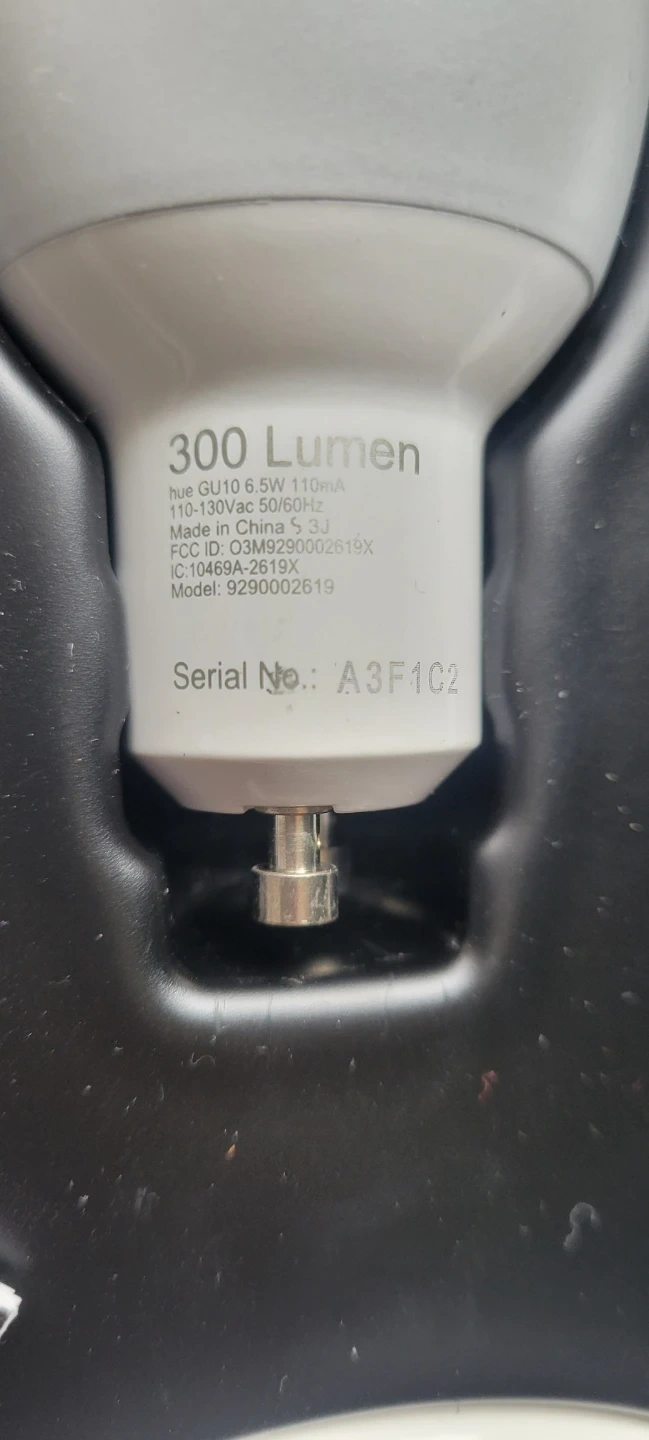 300 Lumen
hue GU10 6.5W 110mA
110-130Vac 50/60Hz
Made in China S 3J
FCC ID: O3M9290002619X
IC:10469A-2619X
Model: 9290002619
Serial No.: A3F1C2